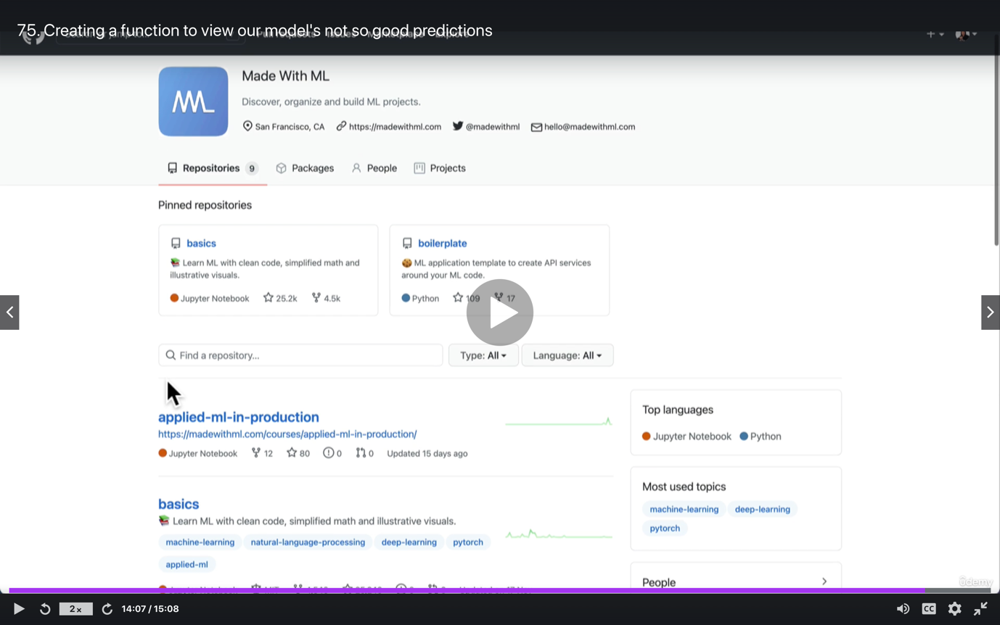 75. Creating a function to view our model's not so good predictions
Made With ML
Discover, organize and build ML projects.
San Francisco, CA https://madewithml.com @madewithml hello@madewithml.com
Repositories 9 Packages People Projects
Pinned repositories
basics
Learn ML with clean code, simplified math and
illustrative visuals.
Jupyter Notebook 25.2k 4.5k
boilerplate
ML application template to create API services
around your ML code.
Python 109 17
Find a repository... Type: All Language: All
applied-ml-in-production
https://madewithml.com/courses/applied-ml-in-production/
Jupyter Notebook 12 80 0 0 Updated 15 days ago
basics
Learn ML with clean code, simplified math and illustrative visuals.
machine-learning natural-language-processing deep-learning pytorch
applied-ml
Top languages
Jupyter Notebook Python
Most used topics
machine-learning deep-learning
pytorch
People
ûdemy
2x 14:07 / 15:08 CC